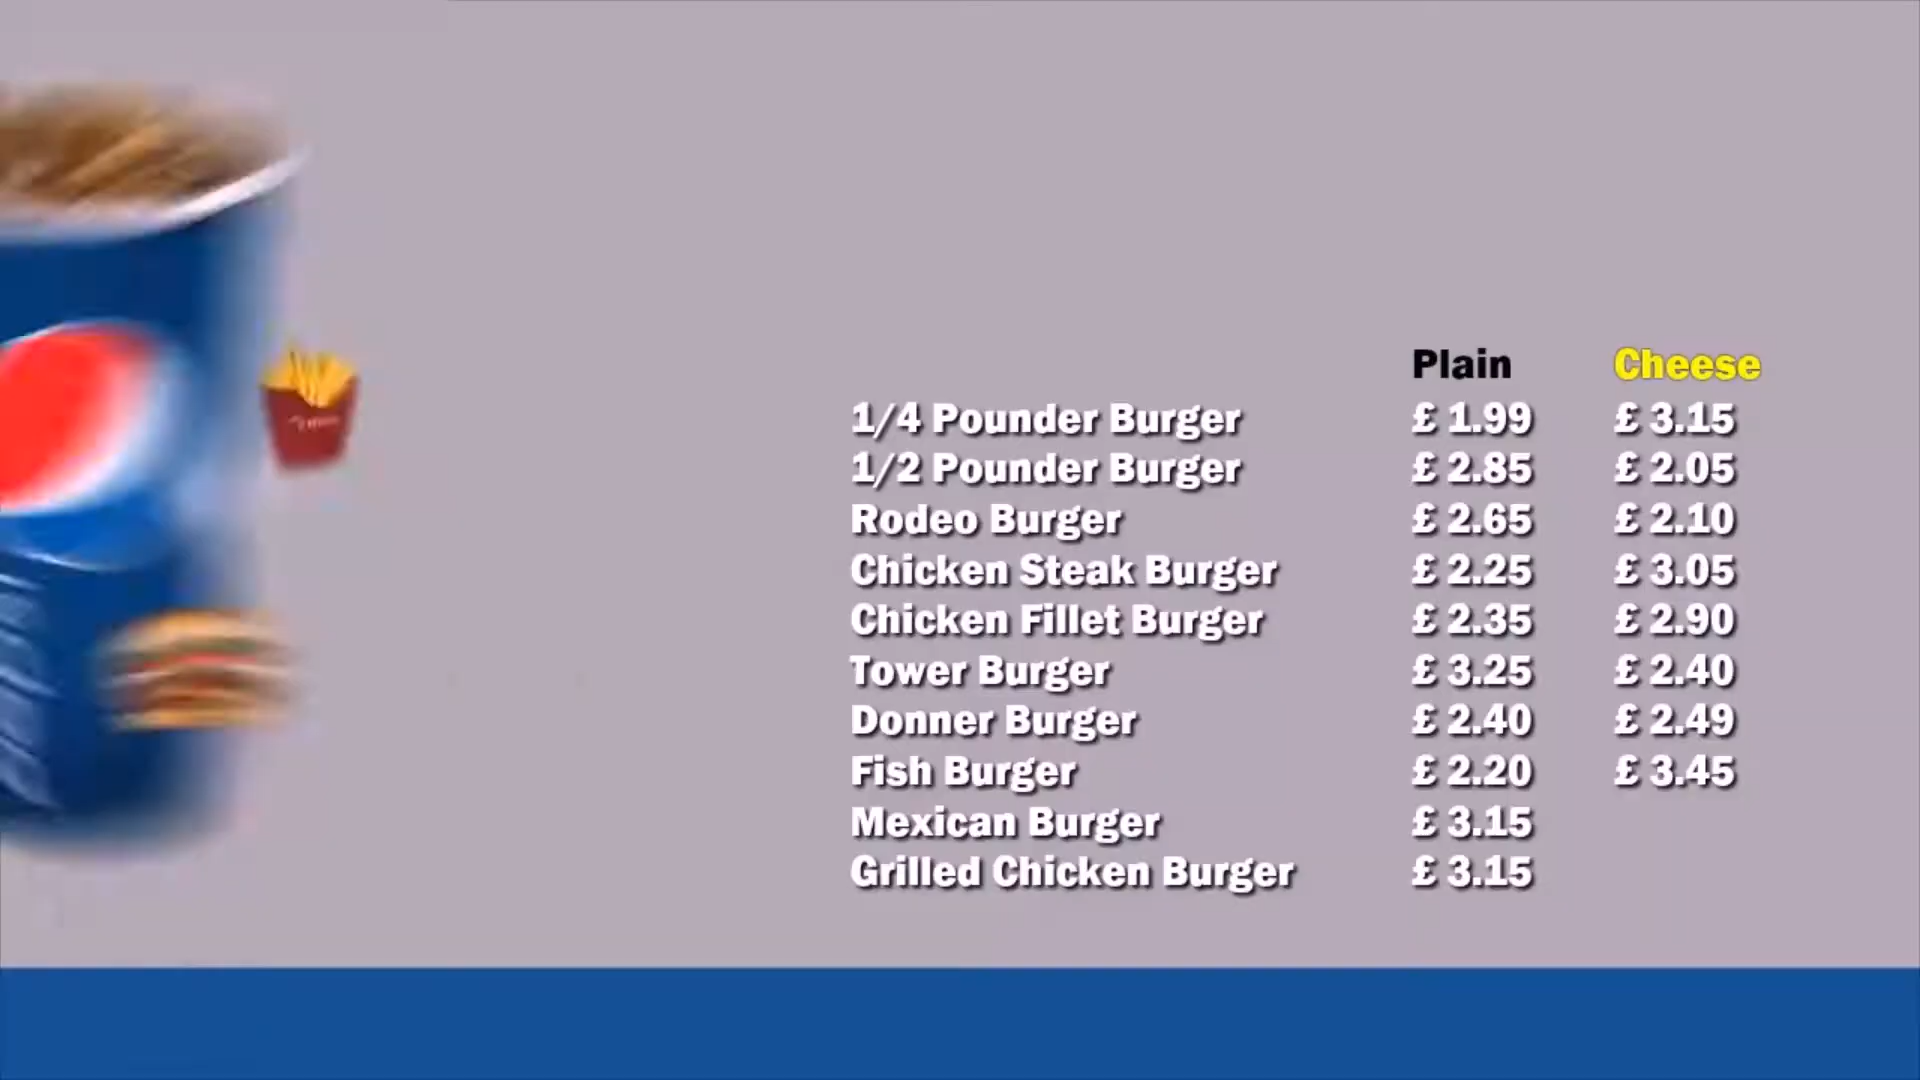 Plain Cheese
1/4 Pounder Burger £ 1.99 £ 3.15
1/2 Pounder Burger £ 2.85 £ 2.05
Rodeo Burger £ 2.65 £ 2.10
Chicken Steak Burger £ 2.25 £ 3.05
Chicken Fillet Burger £ 2.35 £ 2.90
Tower Burger £ 3.25 £ 2.40
Donner Burger £ 2.40 £ 2.49
Fish Burger £ 2.20 £ 3.45
Mexican Burger £ 3.15
Grilled Chicken Burger £ 3.15